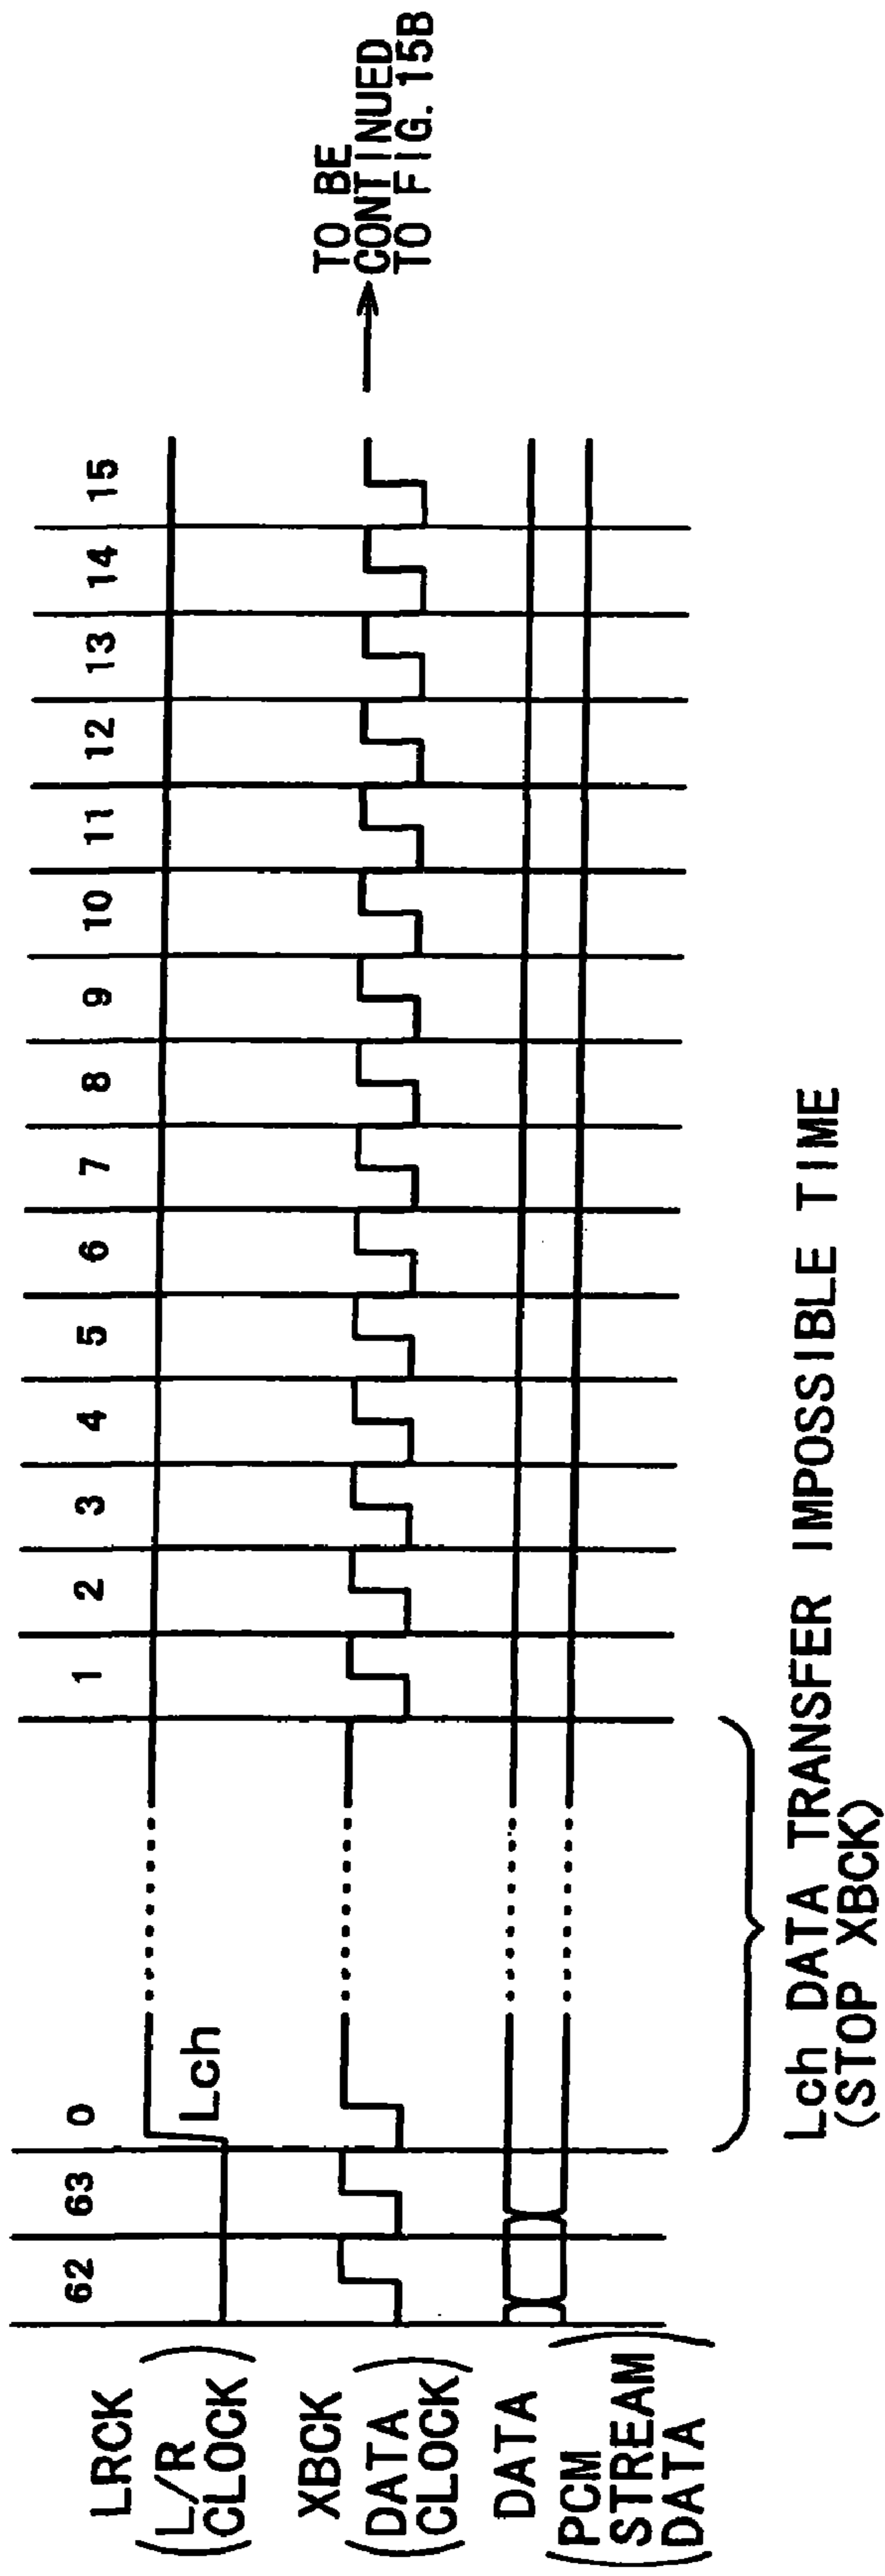 62 63 0 1 2 3 4 5 6 7 8 9 10 11 12 13 14 15
LRCK
(L/R
CLOCK)
Lch
XBCK
(DATA
CLOCK)
TO BE
CONTINUED
TO FIG. 15B
DATA
(PCM
STREAM
DATA)
Lch DATA TRANSFER IMPOSSIBLE TIME
(STOP XBCK)